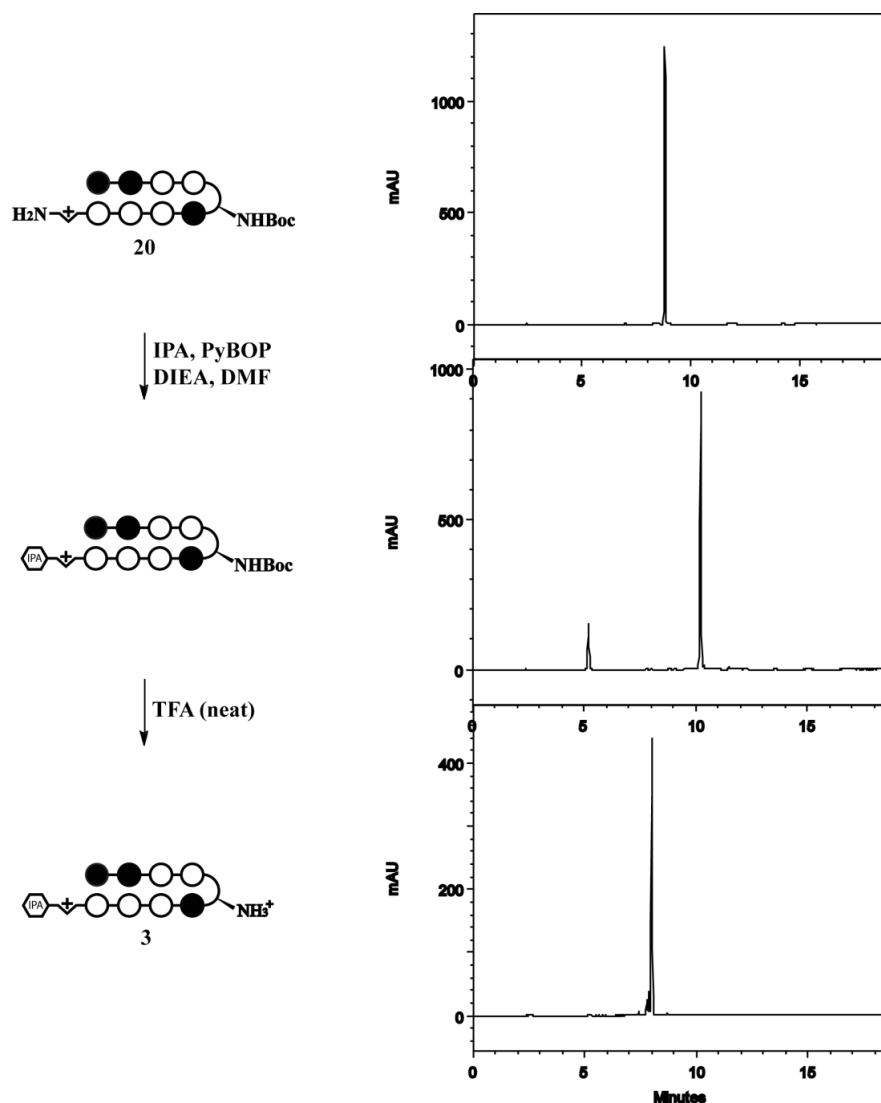 H2N
+
NHBoc
20
IPA, PyBOP
DIEA, DMF
IPA
+
NHBoc
TFA (neat)
IPA
+
NH3+
3
1000
500
0
mAU
0 5 10 15
1000
500
0
mAU
0 5 10 15
400
200
0
mAU
0 5 10 15
Minutes